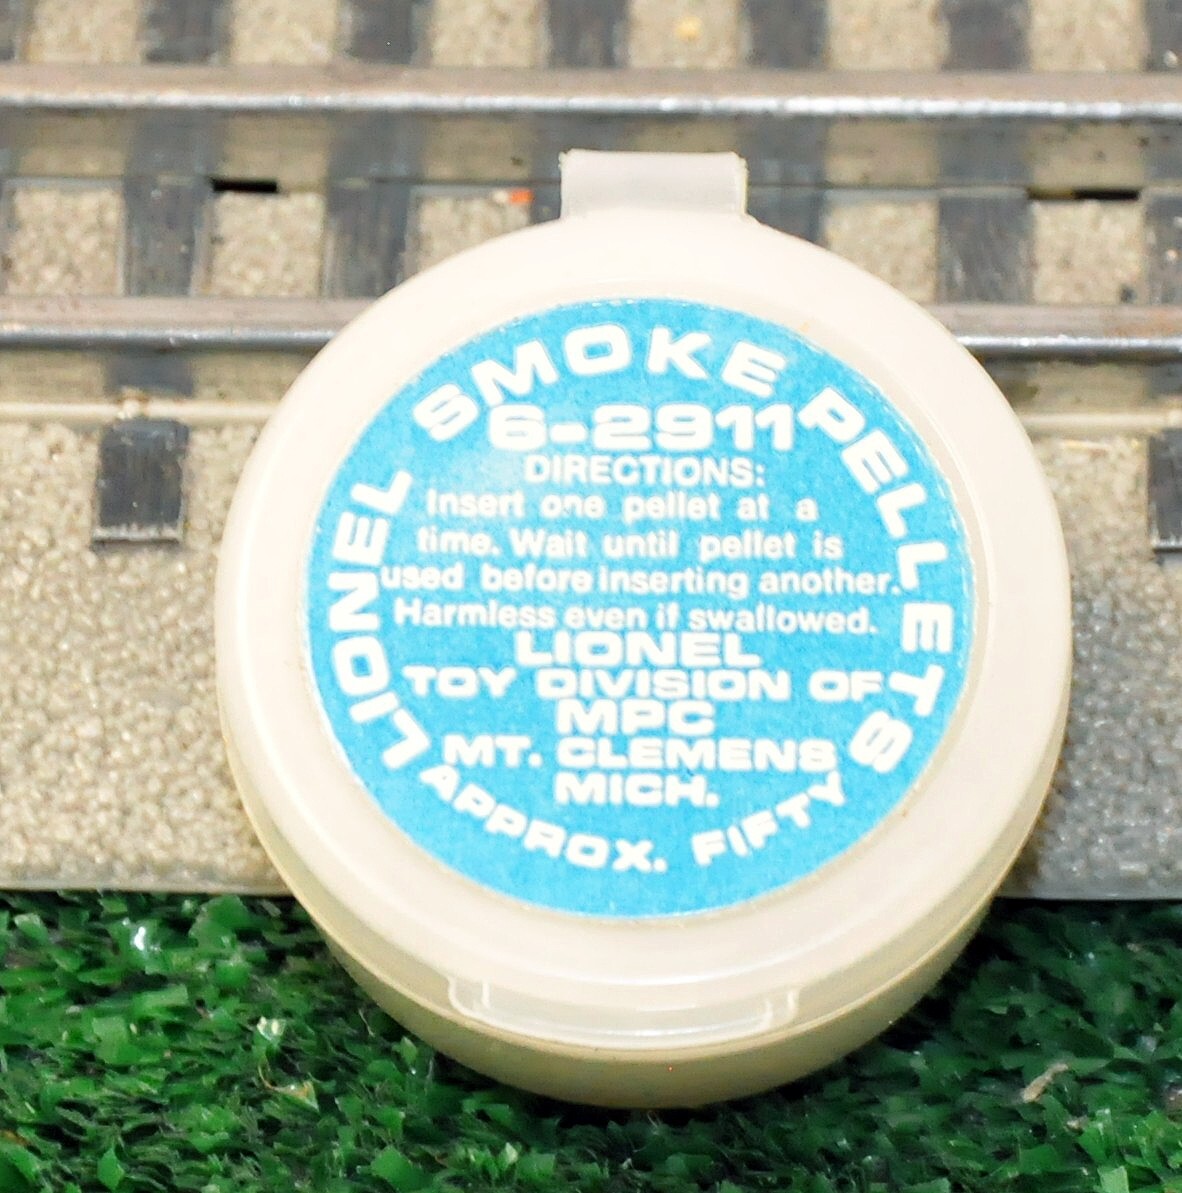 LIONEL SMOKE PELLETS
6-2911
DIRECTIONS:
Insert one pellet at a
time. Wait until pellet is
used before inserting another.
Harmless even if swallowed.
LIONEL
TOY DIVISION OF
MPC
MT. CLEMENS
MICH.
APPROX. FIFTY